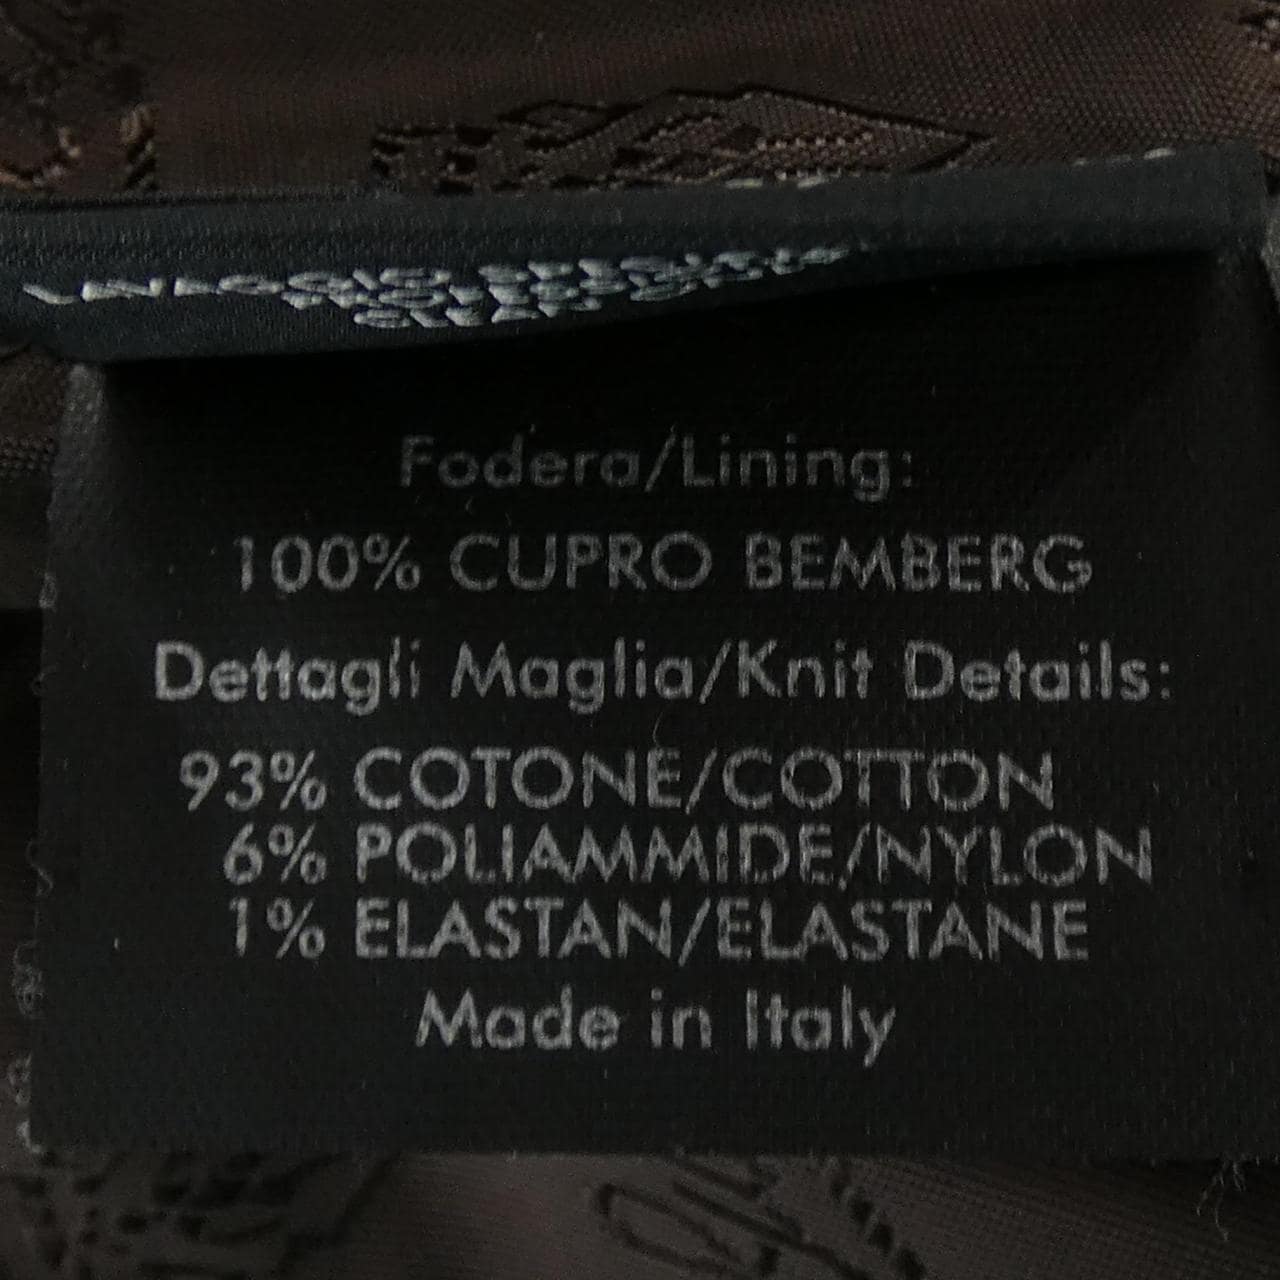 Fodera/Lining:
100% CUPRO BEMBERG
Dettagli Maglia/Knit Details:
93% COTONE/COTTON
6% POLIAMMIDE/NYLON
1% ELASTAN/ELASTANE
Made in Italy